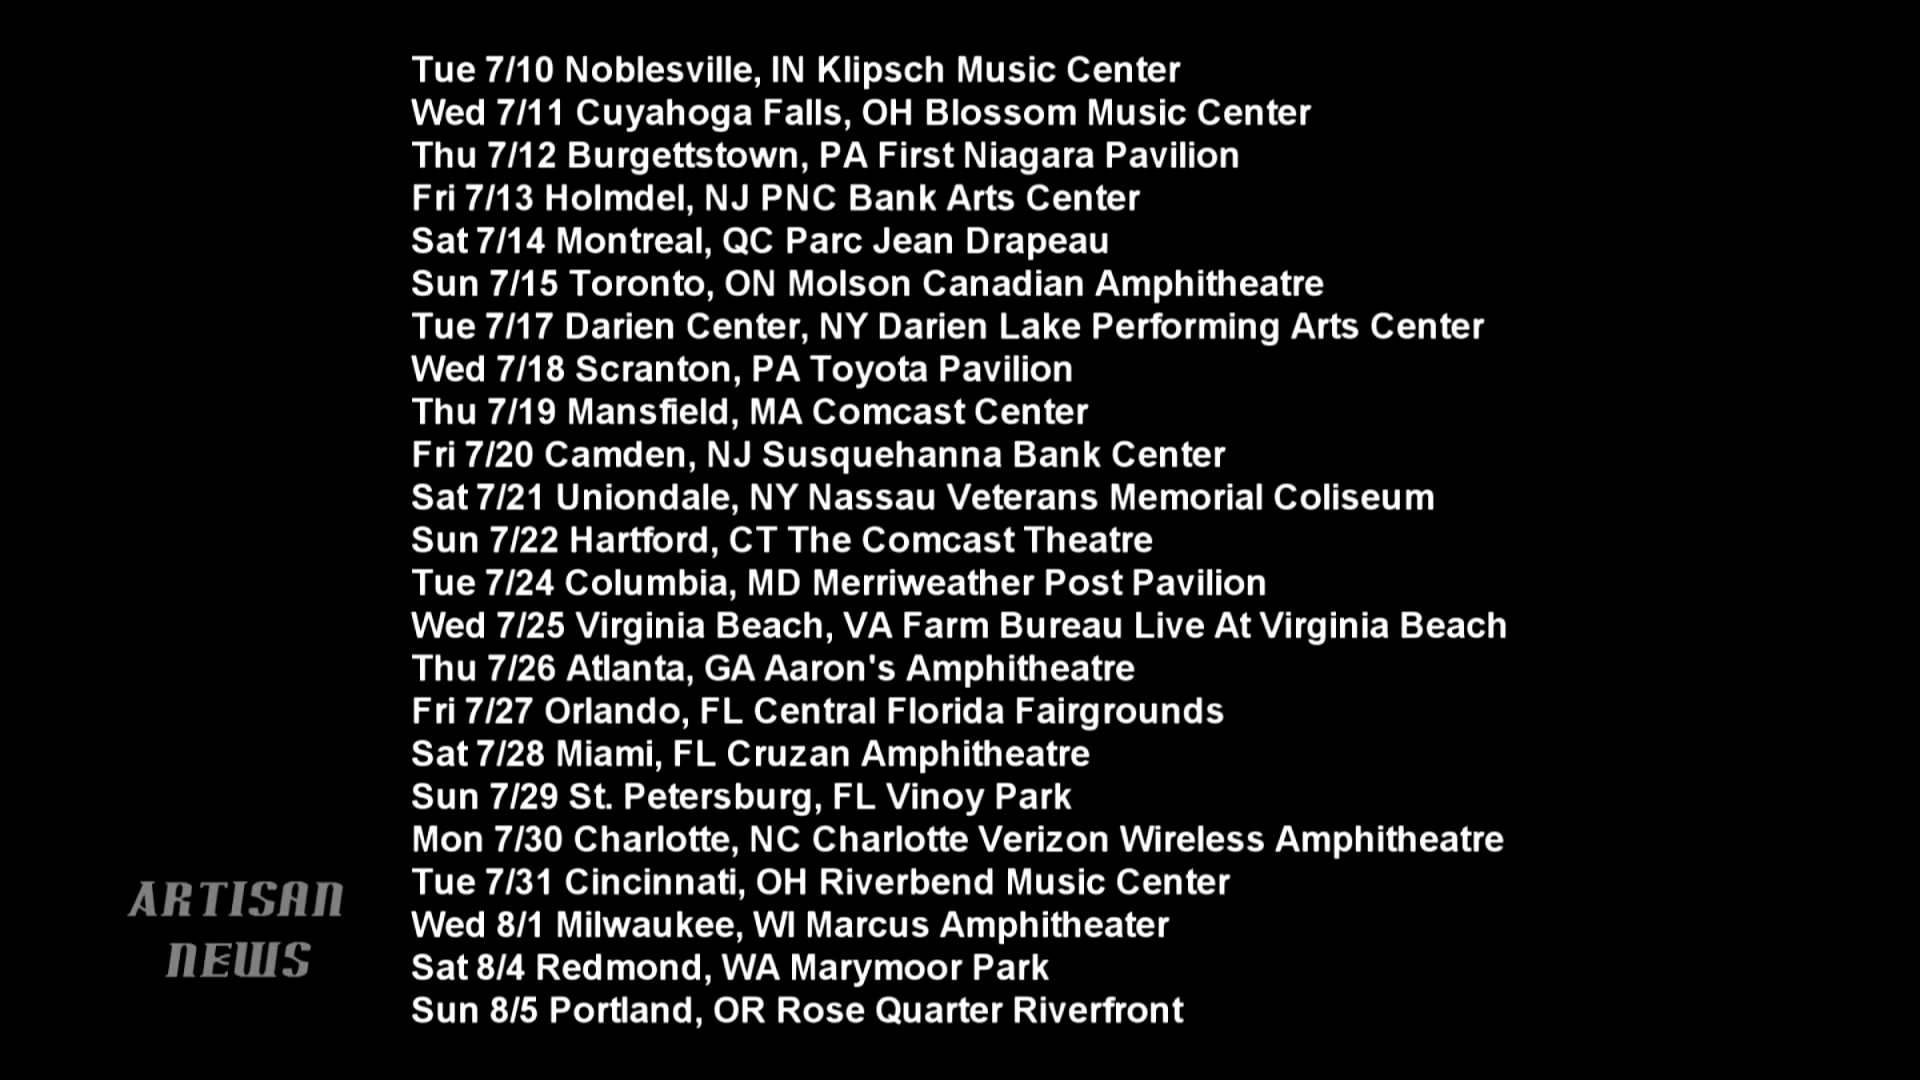 Tue 7/10 Noblesville, IN Klipsch Music Center
Wed 7/11 Cuyahoga Falls, OH Blossom Music Center
Thu 7/12 Burgettstown, PA First Niagara Pavilion
Fri 7/13 Holmdel, NJ PNC Bank Arts Center
Sat 7/14 Montreal, QC Parc Jean Drapeau
Sun 7/15 Toronto, ON Molson Canadian Amphitheatre
Tue 7/17 Darien Center, NY Darien Lake Performing Arts Center
Wed 7/18 Scranton, PA Toyota Pavilion
Thu 7/19 Mansfield, MA Comcast Center
Fri 7/20 Camden, NJ Susquehanna Bank Center
Sat 7/21 Uniondale, NY Nassau Veterans Memorial Coliseum
Sun 7/22 Hartford, CT The Comcast Theatre
Tue 7/24 Columbia, MD Merriweather Post Pavilion
Wed 7/25 Virginia Beach, VA Farm Bureau Live At Virginia Beach
Thu 7/26 Atlanta, GA Aaron's Amphitheatre
Fri 7/27 Orlando, FL Central Florida Fairgrounds
Sat 7/28 Miami, FL Cruzan Amphitheatre
Sun 7/29 St. Petersburg, FL Vinoy Park
Mon 7/30 Charlotte, NC Charlotte Verizon Wireless Amphitheatre
Tue 7/31 Cincinnati, OH Riverbend Music Center
Wed 8/1 Milwaukee, WI Marcus Amphitheater
Sat 8/4 Redmond, WA Marymoor Park
Sun 8/5 Portland, OR Rose Quarter Riverfront
ARTISAN
NEWS